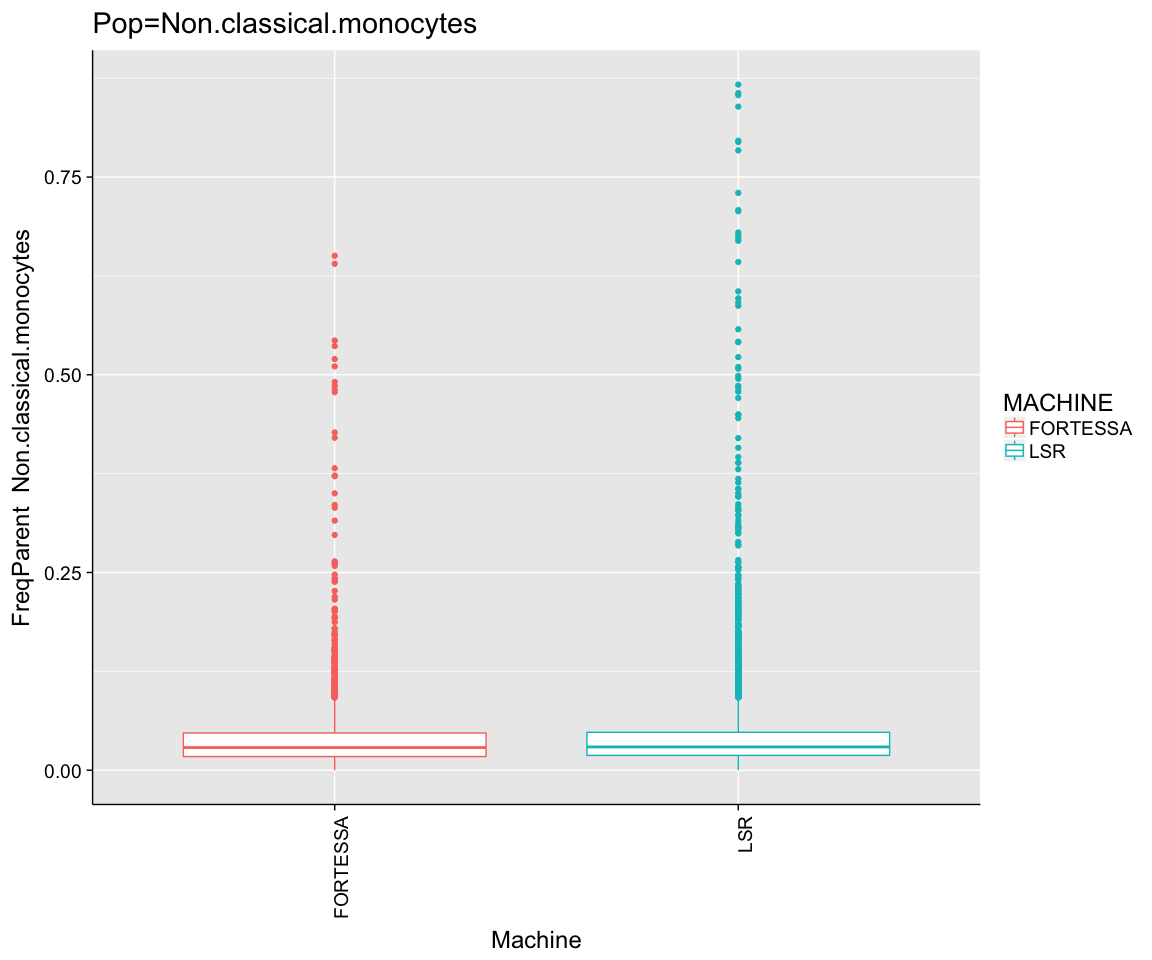 Pop=Non.classical.monocytes
FreqParent  Non.classical.monocytes
0.75
0.50
0.25
0.00
FORTESSA
LSR
Machine
MACHINE
FORTESSA
LSR